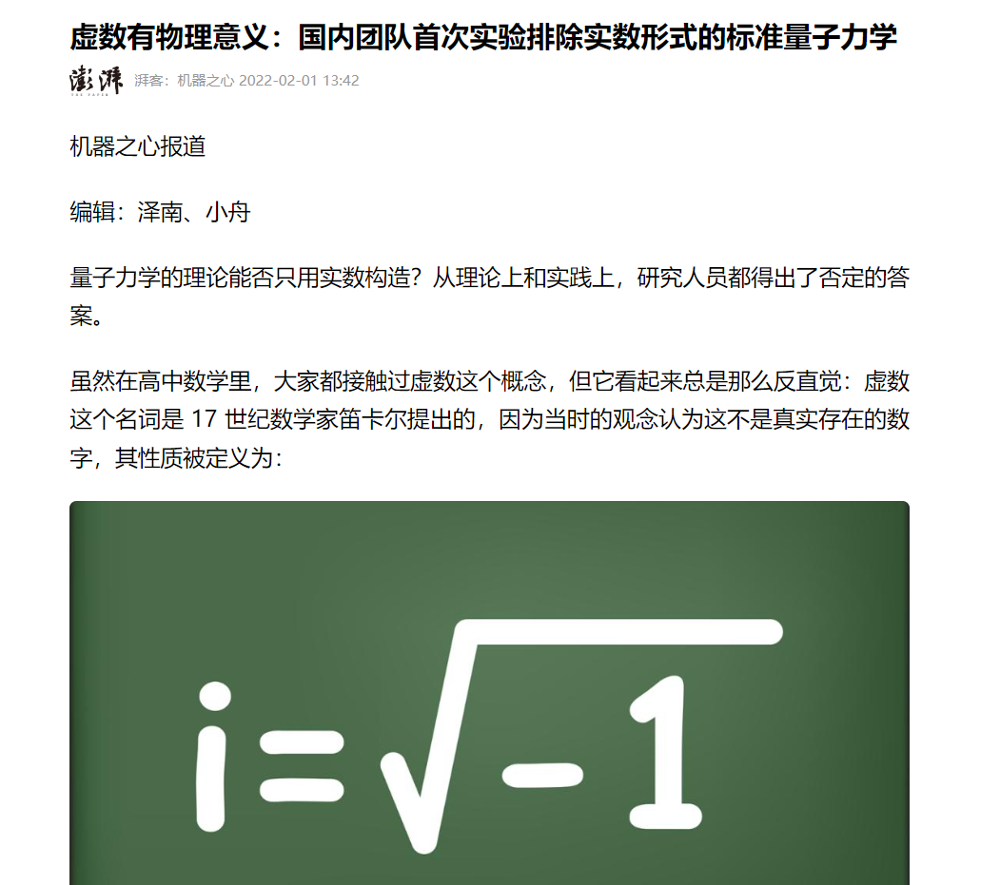 虚数有物理意义：国内团队首次实验排除实数形式的标准量子力学
澎湃 湃客：机器之心 2022-02-01 13:42
THE PAPER
机器之心报道
编辑：泽南、小舟
量子力学的理论能否只用实数构造？从理论上和实践上，研究人员都得出了否定的答
案。
虽然在高中数学里，大家都接触过虚数这个概念，但它看起来总是那么反直觉：虚数
这个名词是 17 世纪数学家笛卡尔提出的，因为当时的观念认为这不是真实存在的数
字，其性质被定义为：
i=√-1